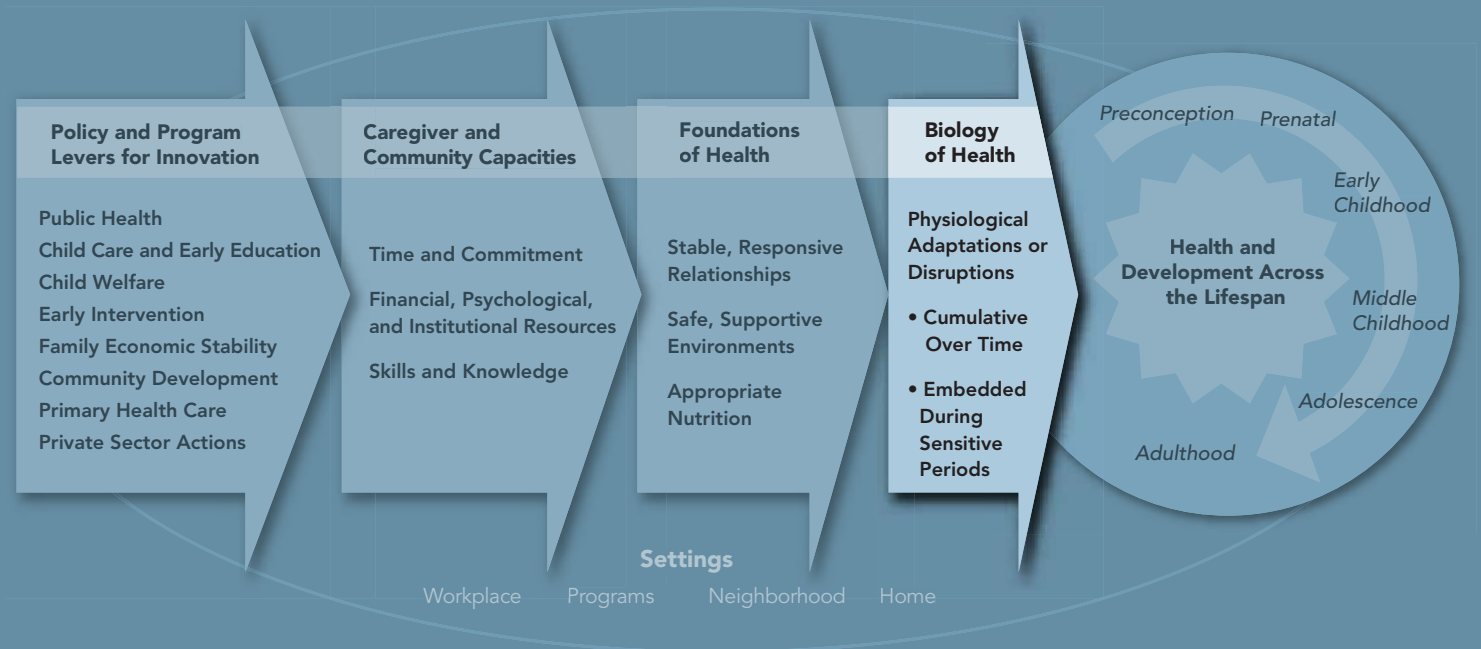 Policy and Program
Levers for Innovation
Public Health
Child Care and Early Education
Child Welfare
Early Intervention
Family Economic Stability
Community Development
Primary Health Care
Private Sector Actions
Caregiver and
Community Capacities
Time and Commitment
Financial, Psychological,
and Institutional Resources
Skills and Knowledge
Foundations
of Health
Stable, Responsive
Relationships
Safe, Supportive
Environments
Appropriate
Nutrition
Biology
of Health
Physiological
Adaptations or
Disruptions
• Cumulative
Over Time
• Embedded
During
Sensitive
Periods
Health and
Development Across
the Lifespan
Preconception
Prenatal
Early
Childhood
Middle
Childhood
Adolescence
Adulthood
Settings
Workplace Programs Neighborhood Home